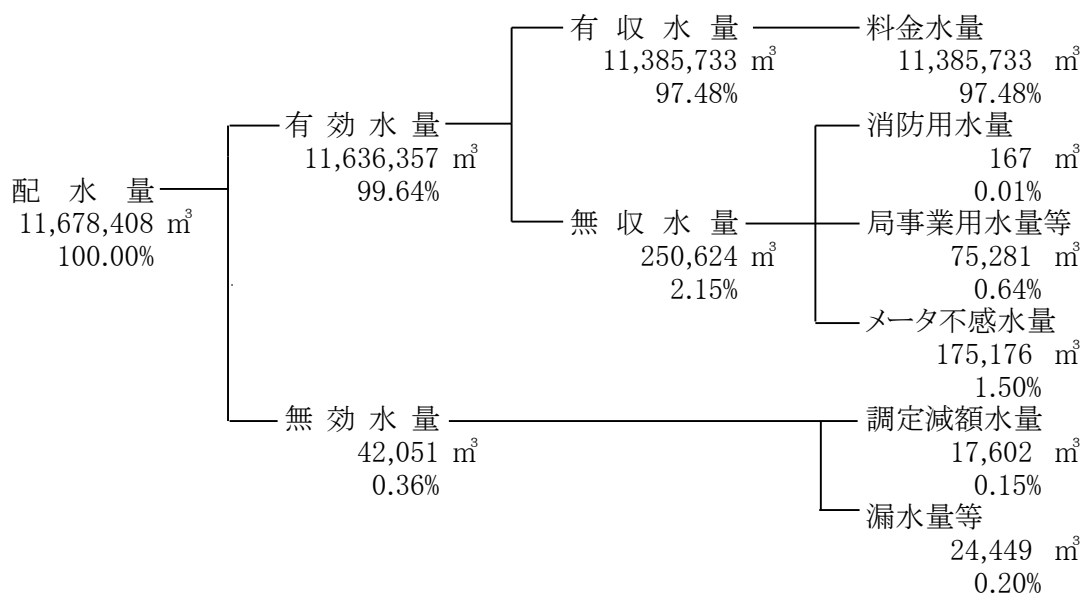 有収水量
11,385,733 ㎥
97.48%
料金水量
11,385,733 ㎥
97.48%
有効水量
11,636,357 ㎥
99.64%
消防用水量
167 ㎥
0.01%
配水量
11,678,408 ㎥
100.00%
無収水量
250,624 ㎥
2.15%
局事業用水量等
75,281 ㎥
0.64%
メータ不感水量
175,176 ㎥
1.50%
無効水量
42,051 ㎥
0.36%
調定減額水量
17,602 ㎥
0.15%
漏水量等
24,449 ㎥
0.20%